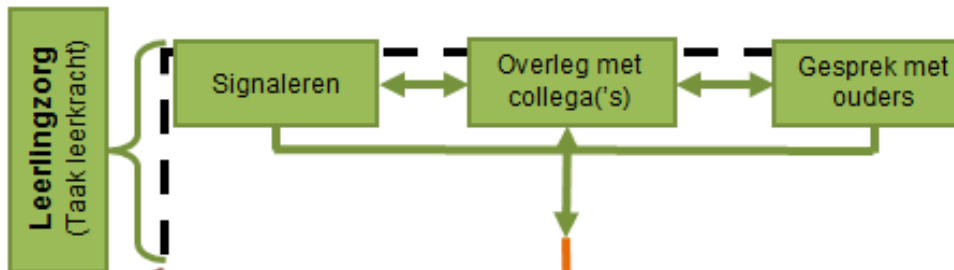 Leerlingzorg
(Taak leerkracht)
Signaleren
Overleg met
collega('s)
Gesprek met
ouders